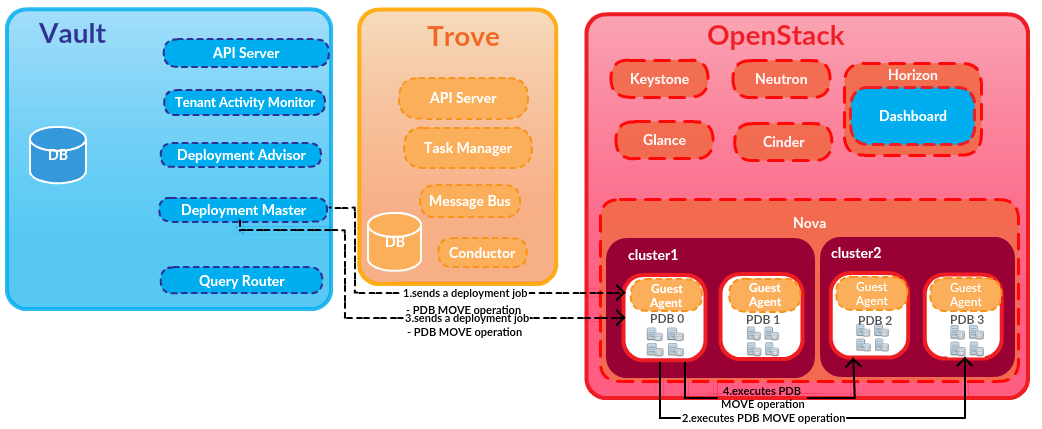 Vault
API Server
Tenant Activity Monitor
DB
Deployment Advisor
Deployment Master
Query Router
Trove
API Server
Task Manager
Message Bus
DB
Conductor
1.sends a deployment job
- PDB MOVE operation
3.sends a deployment job
- PDB MOVE operation
OpenStack
Keystone
Neutron
Horizon
Dashboard
Glance
Cinder
Nova
cluster1
Guest
Agent
PDB 0
Guest
Agent
PDB 1
cluster2
Guest
Agent
PDB 2
Guest
Agent
PDB 3
4.executes PDB
MOVE operation
2.executes PDB MOVE operation